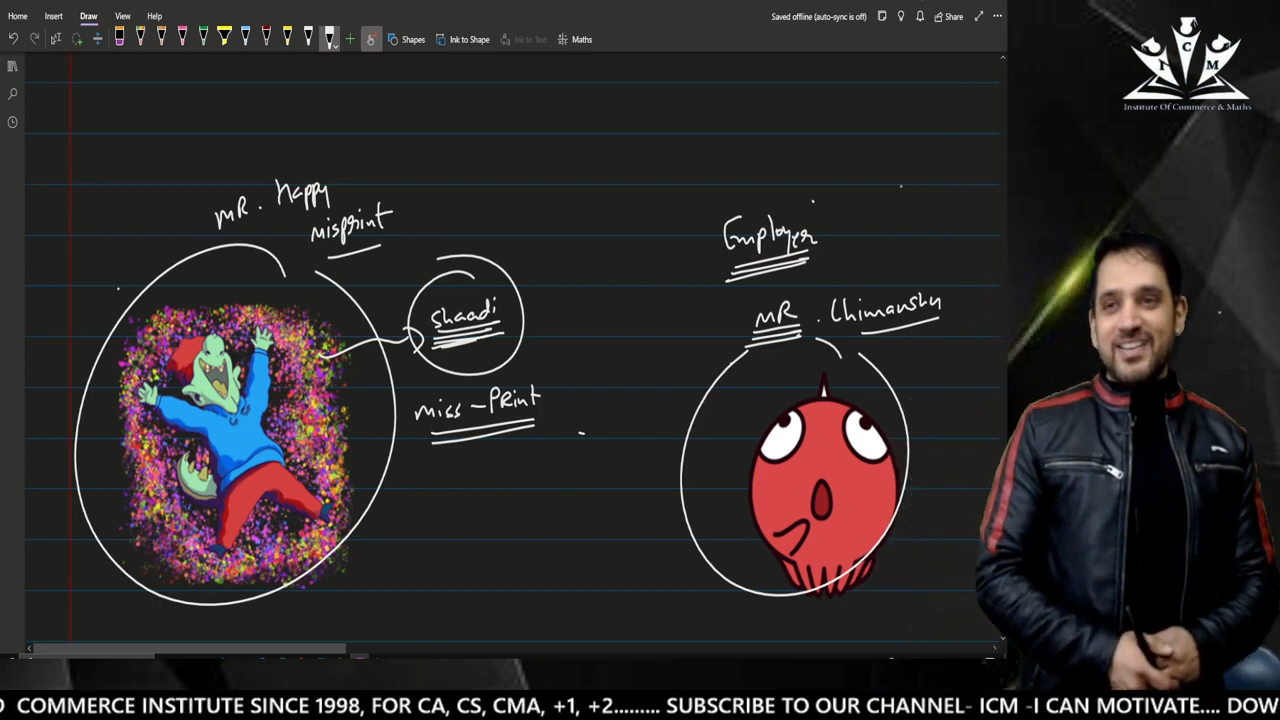 Home Insert Draw View Help
Saved offline (auto-sync is off)
Share
Shapes
Ink to Shape
Ink to Text
Maths
I C M
Institute Of Commerce & Maths
MR. Happy
misprint
Employer
shaadi
MR. Chimanshu
Miss-Print
COMMERCE INSTITUTE SINCE 1998, FOR CA, CS, CMA, +1, +2......... SUBSCRIBE TO OUR CHANNEL- ICM -I CAN MOTIVATE.... DOW